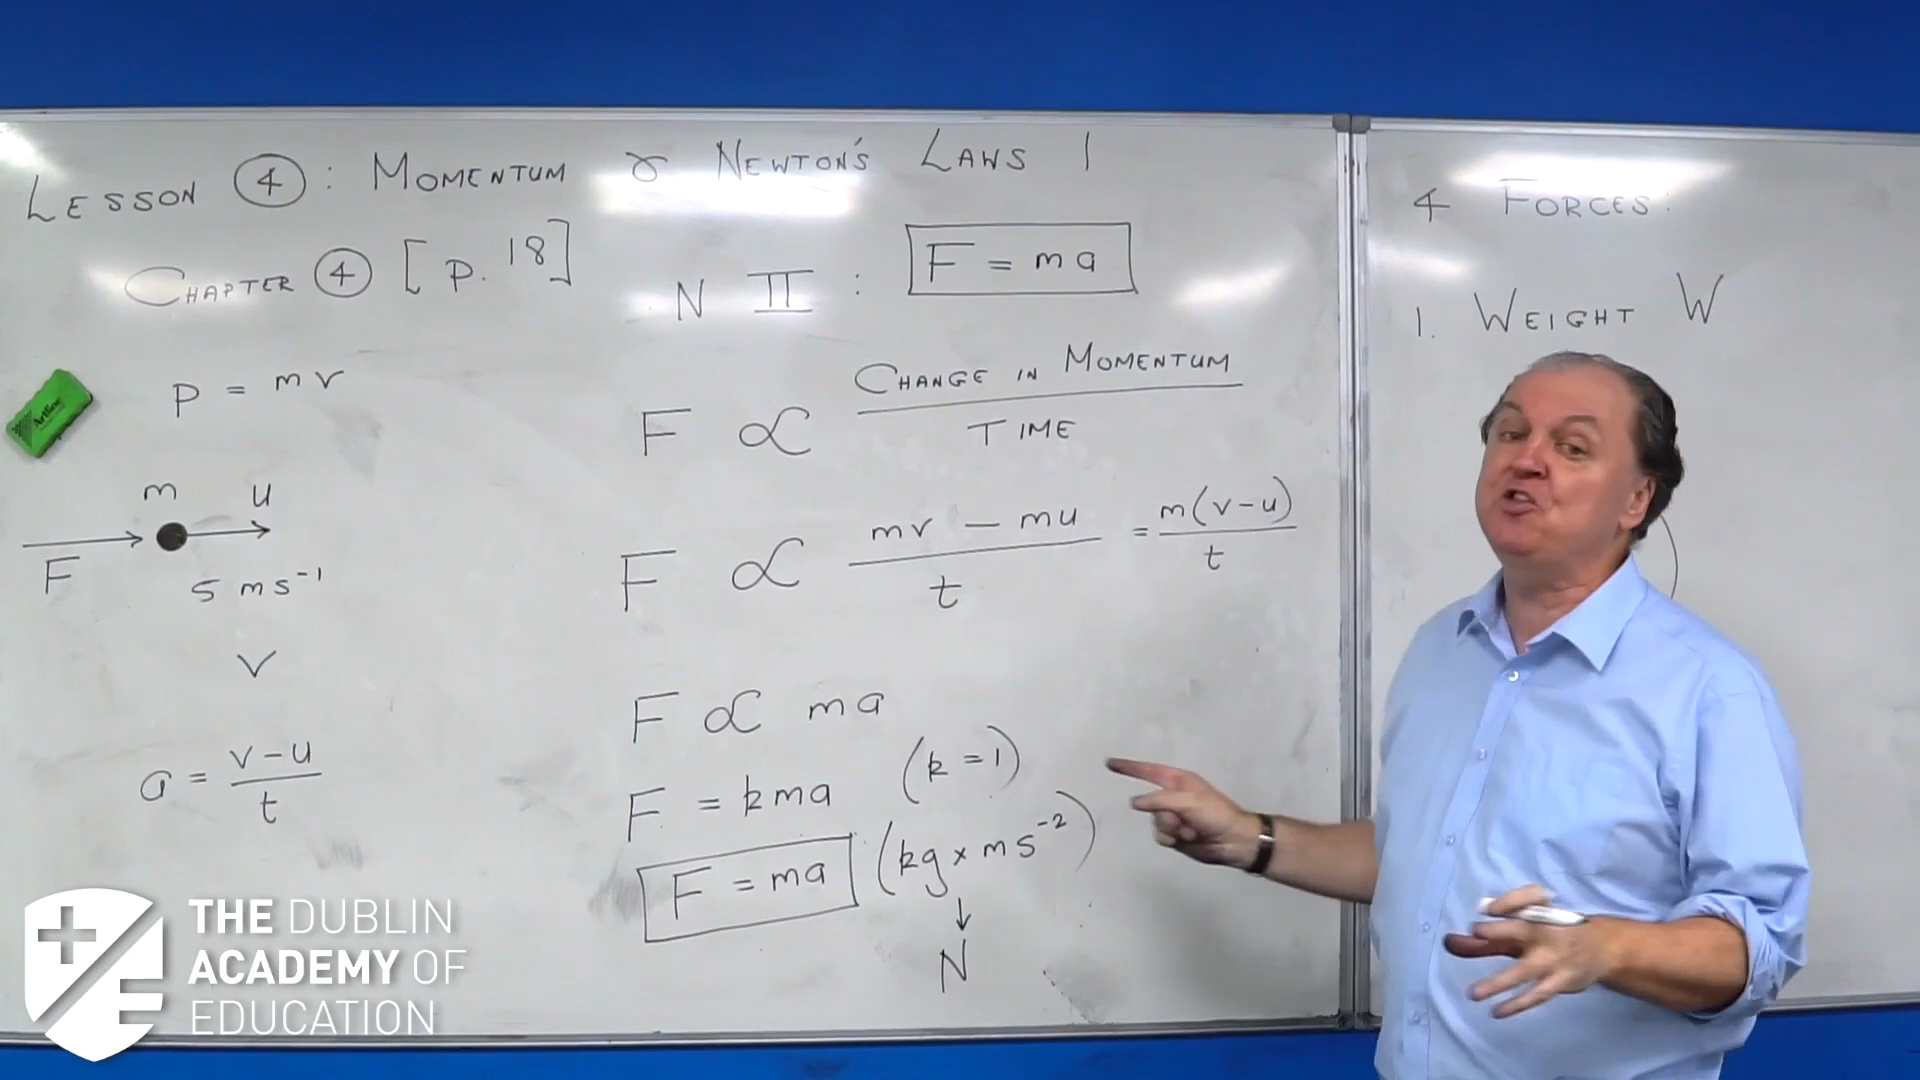 LESSON 4 : MOMENTUM & NEWTON'S LAWS 1
CHAPTER 4 [p. 18]
p = mv
m u
F
5 ms⁻¹
v
a = (v-u)/t
N II : F = ma
F ∝ CHANGE IN MOMENTUM / TIME
F ∝ (mv - mu)/t = m(v-u)/t
F ∝ ma
F = kma (k=1)
F = ma (kg × ms⁻²)
↓
N
4 FORCES:
1. WEIGHT W
Artline
THE DUBLIN
ACADEMY OF
EDUCATION